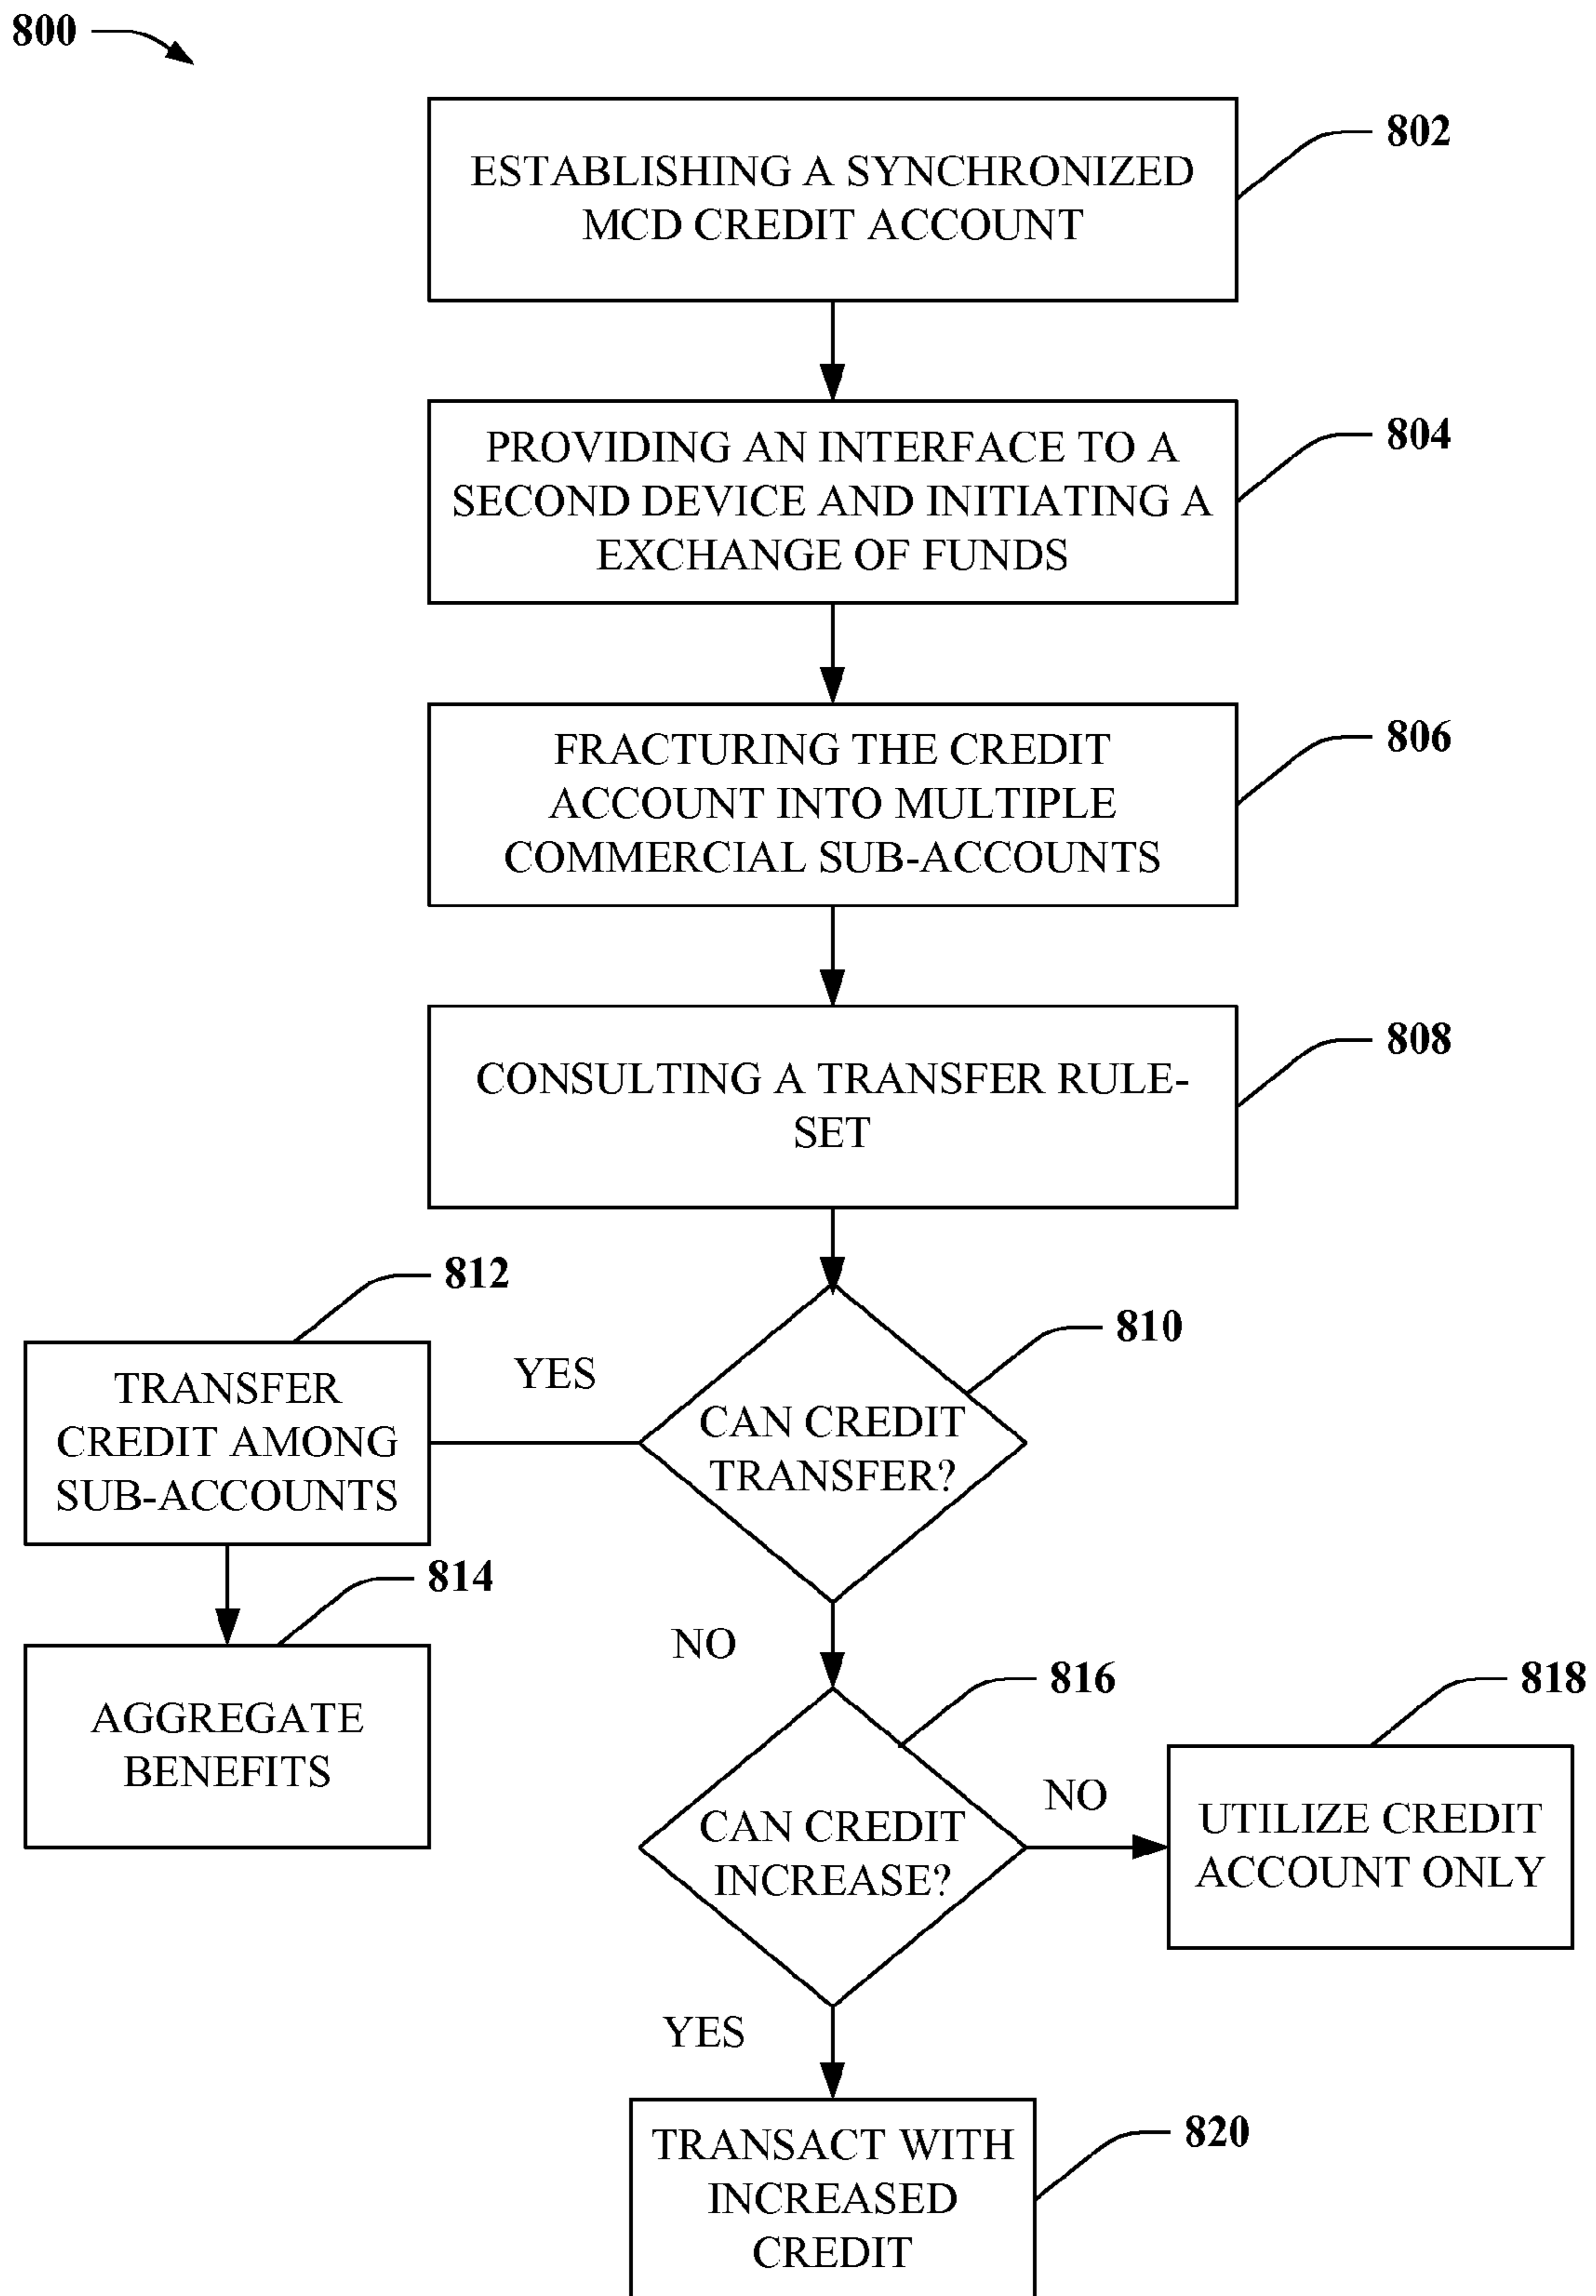 800
802
ESTABLISHING A SYNCHRONIZED
MCD CREDIT ACCOUNT
804
PROVIDING AN INTERFACE TO A
SECOND DEVICE AND INITIATING A
EXCHANGE OF FUNDS
806
FRACTURING THE CREDIT
ACCOUNT INTO MULTIPLE
COMMERCIAL SUB-ACCOUNTS
808
CONSULTING A TRANSFER RULE-
SET
812
810
YES
TRANSFER
CREDIT AMONG
SUB-ACCOUNTS
CAN CREDIT
TRANSFER?
814
NO
AGGREGATE
BENEFITS
816
818
NO
CAN CREDIT
INCREASE?
UTILIZE CREDIT
ACCOUNT ONLY
YES
820
TRANSACT WITH
INCREASED
CREDIT